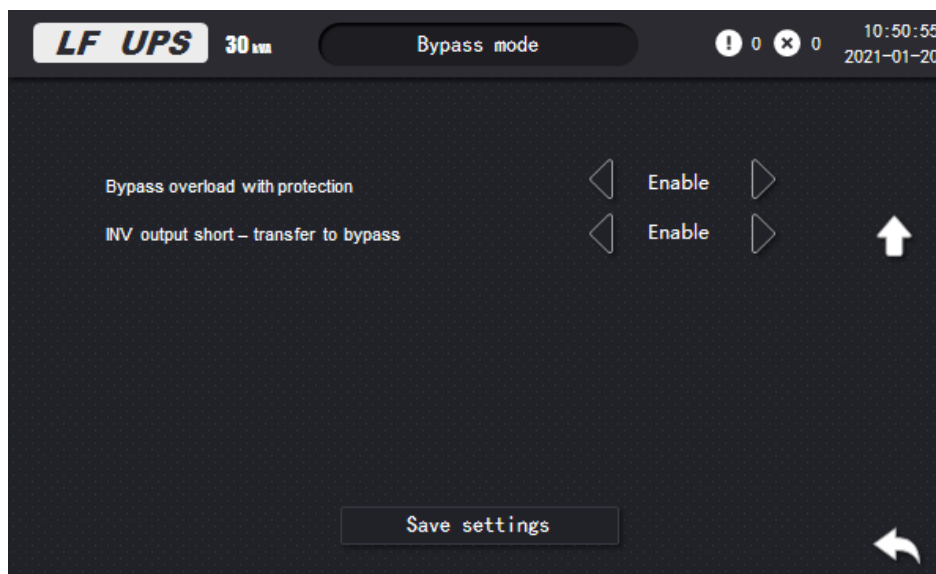 LF UPS 30 kVA Bypass mode ! 0 × 0 10:50:55
2021-01-20
Bypass overload with protection Enable
INV output short – transfer to bypass Enable
Save settings